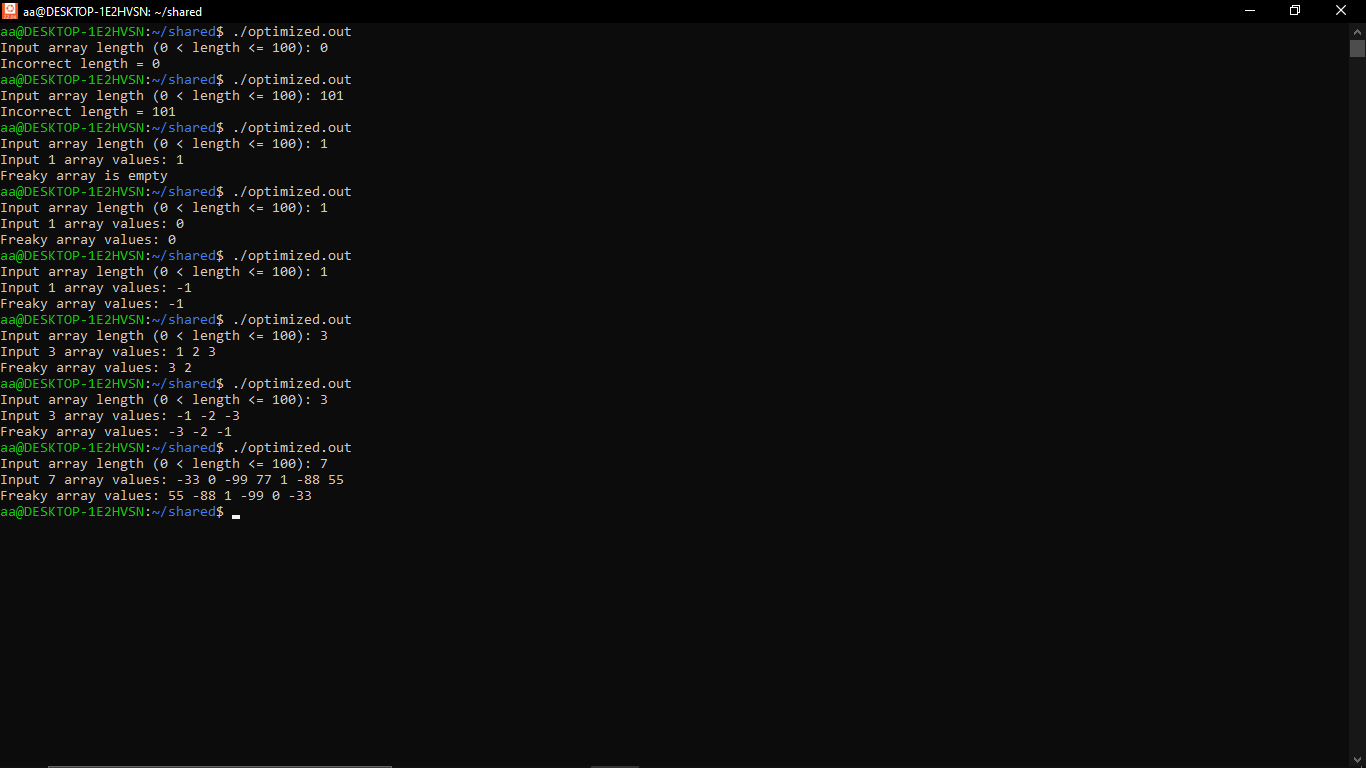 aa@DESKTOP-1E2HVSN: ~/shared
aa@DESKTOP-1E2HVSN:~/shared$ ./optimized.out
Input array length (0 < length <= 100): 0
Incorrect length = 0
aa@DESKTOP-1E2HVSN:~/shared$ ./optimized.out
Input array length (0 < length <= 100): 101
Incorrect length = 101
aa@DESKTOP-1E2HVSN:~/shared$ ./optimized.out
Input array length (0 < length <= 100): 1
Input 1 array values: 1
Freaky array is empty
aa@DESKTOP-1E2HVSN:~/shared$ ./optimized.out
Input array length (0 < length <= 100): 1
Input 1 array values: 0
Freaky array values: 0
aa@DESKTOP-1E2HVSN:~/shared$ ./optimized.out
Input array length (0 < length <= 100): 1
Input 1 array values: -1
Freaky array values: -1
aa@DESKTOP-1E2HVSN:~/shared$ ./optimized.out
Input array length (0 < length <= 100): 3
Input 3 array values: 1 2 3
Freaky array values: 3 2
aa@DESKTOP-1E2HVSN:~/shared$ ./optimized.out
Input array length (0 < length <= 100): 3
Input 3 array values: -1 -2 -3
Freaky array values: -3 -2 -1
aa@DESKTOP-1E2HVSN:~/shared$ ./optimized.out
Input array length (0 < length <= 100): 7
Input 7 array values: -33 0 -99 77 1 -88 55
Freaky array values: 55 -88 1 -99 0 -33
aa@DESKTOP-1E2HVSN:~/shared$